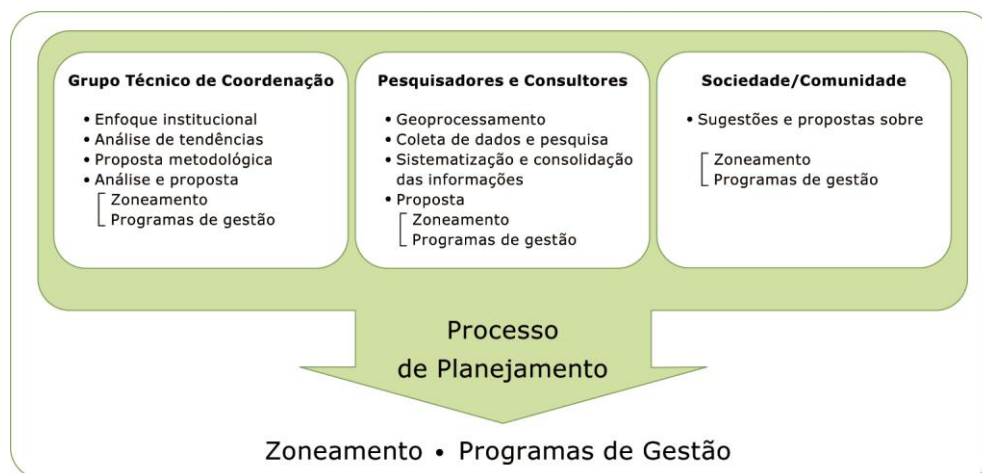 Grupo Técnico de Coordenação
• Enfoque institucional
• Análise de tendências
• Proposta metodológica
• Análise e proposta
Zoneamento
Programas de gestão
Pesquisadores e Consultores
• Geoprocessamento
• Coleta de dados e pesquisa
• Sistematização e consolidação
das informações
• Proposta
Zoneamento
Programas de gestão
Sociedade/Comunidade
• Sugestões e propostas sobre
Zoneamento
Programas de gestão
Processo
de Planejamento
Zoneamento • Programas de Gestão